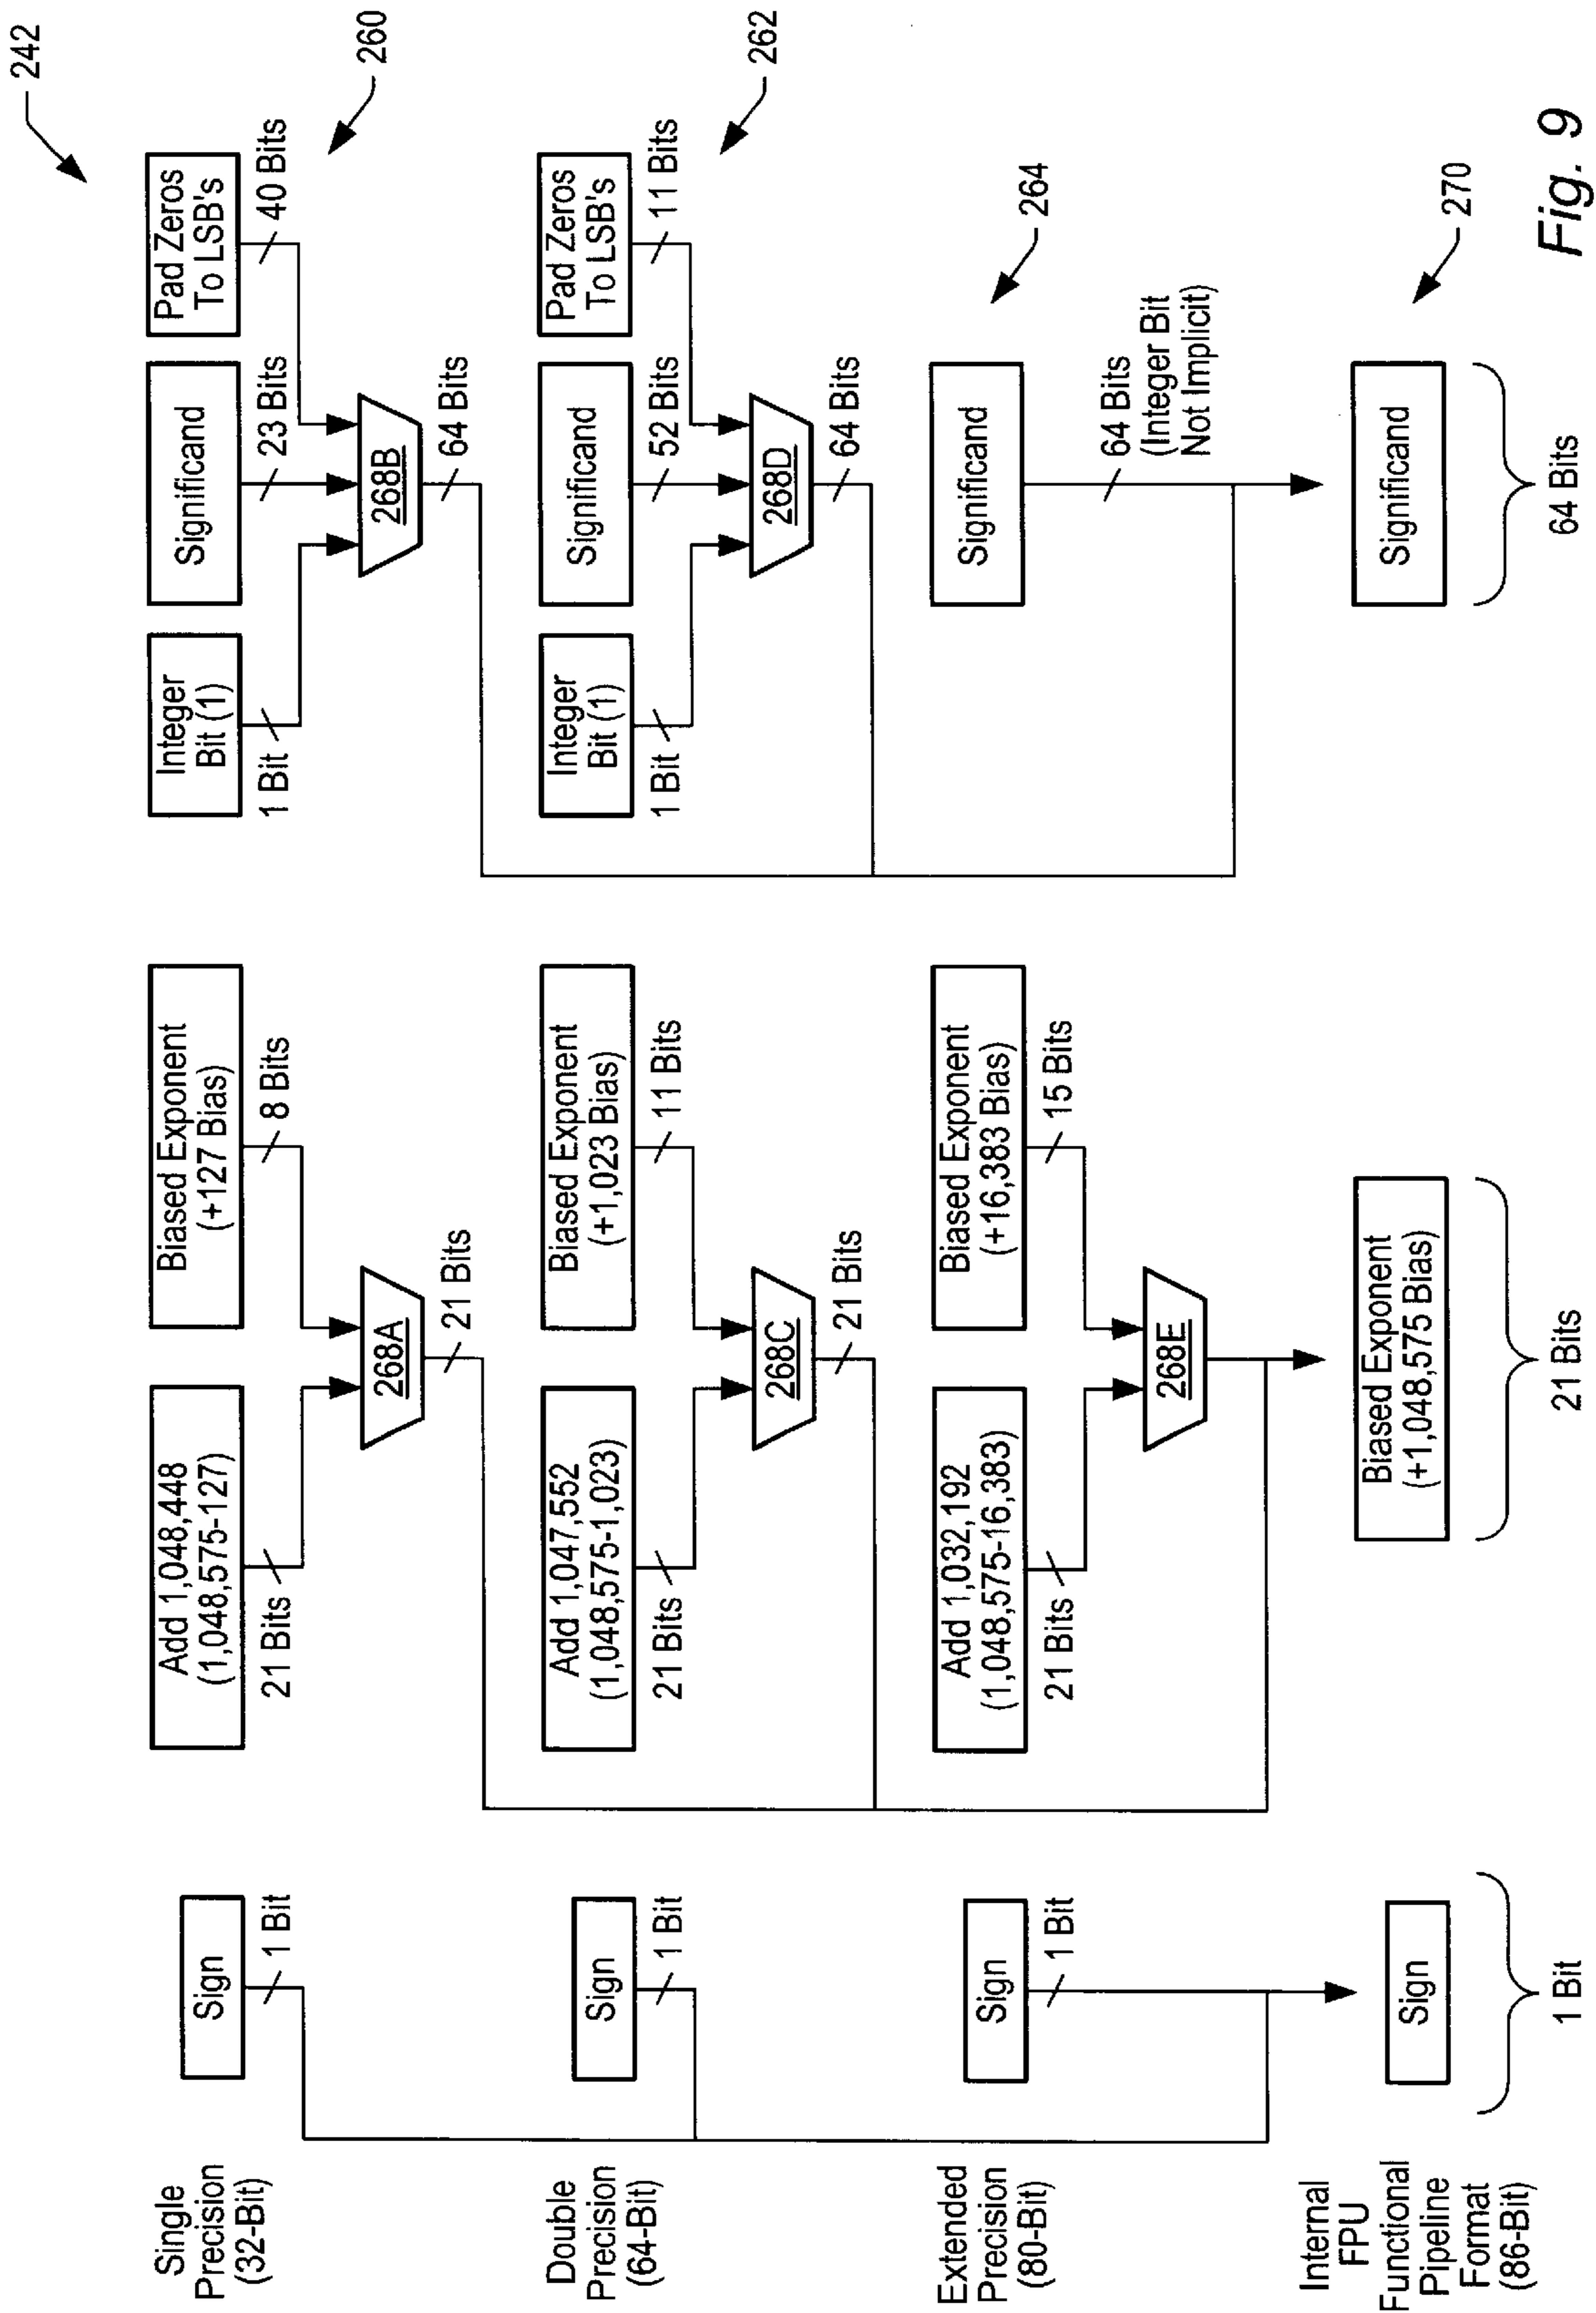 242
Single
Precision
(32-Bit)
Sign
1 Bit
Add 1,048,448
(1,048,575-127)
21 Bits
Biased Exponent
(+127 Bias)
8 Bits
268A
21 Bits
Integer
Bit (1)
1 Bit
Significand
23 Bits
Pad Zeros
To LSB's
40 Bits
268B
64 Bits
260
Double
Precision
(64-Bit)
Sign
1 Bit
Add 1,047,552
(1,048,575-1,023)
21 Bits
Biased Exponent
(+1,023 Bias)
11 Bits
268C
21 Bits
Integer
Bit (1)
1 Bit
Significand
52 Bits
Pad Zeros
To LSB's
11 Bits
268D
64 Bits
262
Extended
Precision
(80-Bit)
Sign
1 Bit
Add 1,032,192
(1,048,575-16,383)
21 Bits
Biased Exponent
(+16,383 Bias)
15 Bits
268E
Significand
64 Bits
(Integer Bit
Not Implicit)
264
Internal
FPU
Functional
Pipeline
Format
(86-Bit)
Sign
1 Bit
Biased Exponent
(+1,048,575 Bias)
21 Bits
Significand
64 Bits
270
Fig. 9